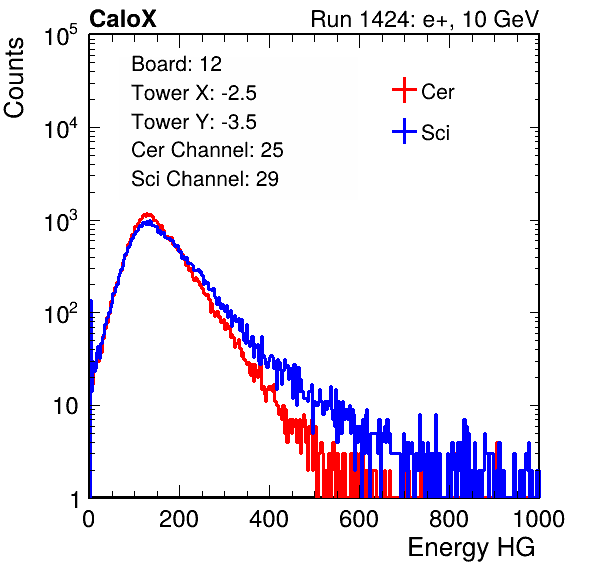 CaloX Run 1424: e+, 10 GeV
Counts
10^5
10^4
10^3
10^2
10
1
Board: 12
Tower X: -2.5
Tower Y: -3.5
Cer Channel: 25
Sci Channel: 29
Cer
Sci
0 200 400 600 800 1000
Energy HG